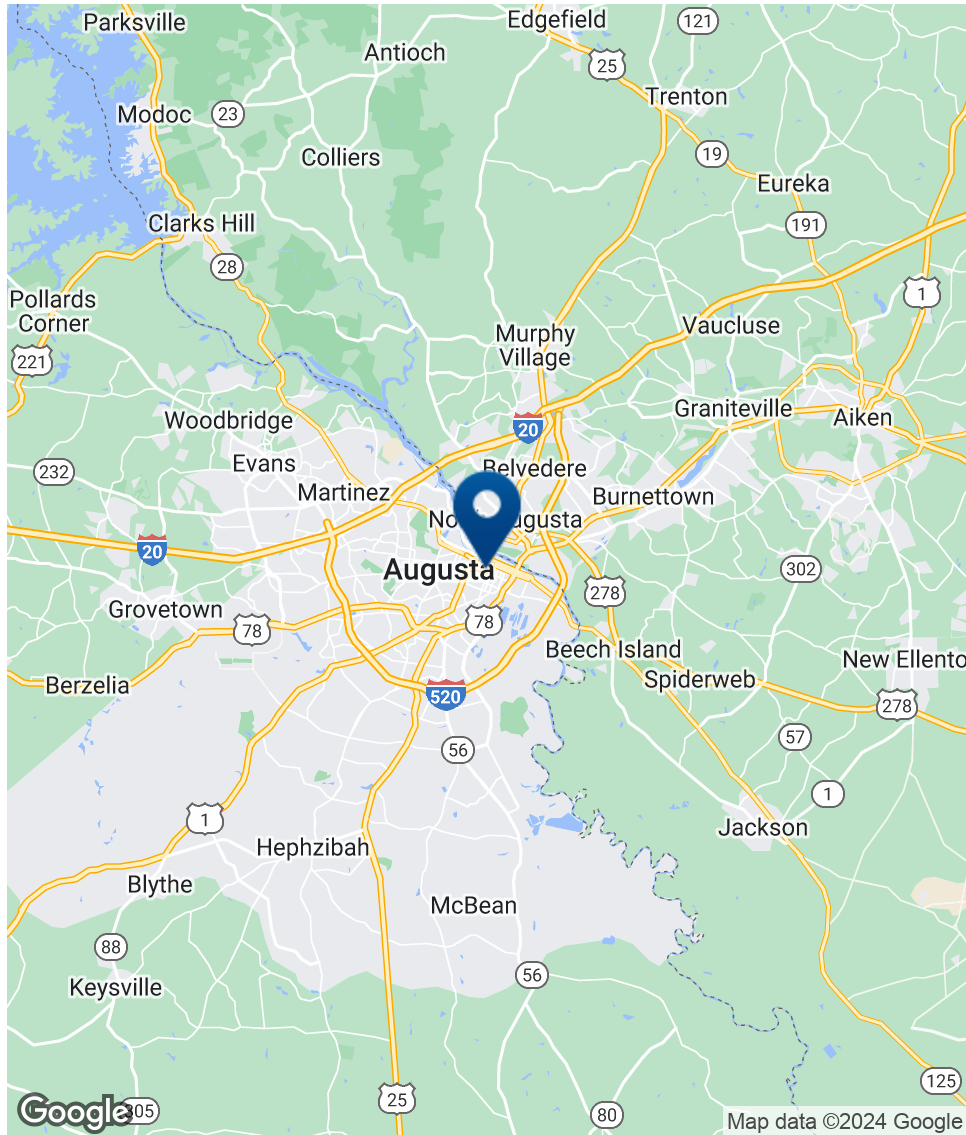 Edgefield
121
Parksville
Antioch
25
Trenton
Modoc
23
19
Colliers
Eureka
191
Clarks Hill
28
1
Pollards
Corner
Vaucluse
Murphy
Village
221
Graniteville
Aiken
Woodbridge
20
Evans
Belvedere
232
Martinez
Burnettown
20
Augusta
302
278
Grovetown
78
78
Beech Island
New Ellento
Berzelia
Spiderweb
520
278
57
56
1
1
Jackson
Hephzibah
Blythe
McBean
88
56
Keysville
125
25
Google
305
80
Map data ©2024 Google